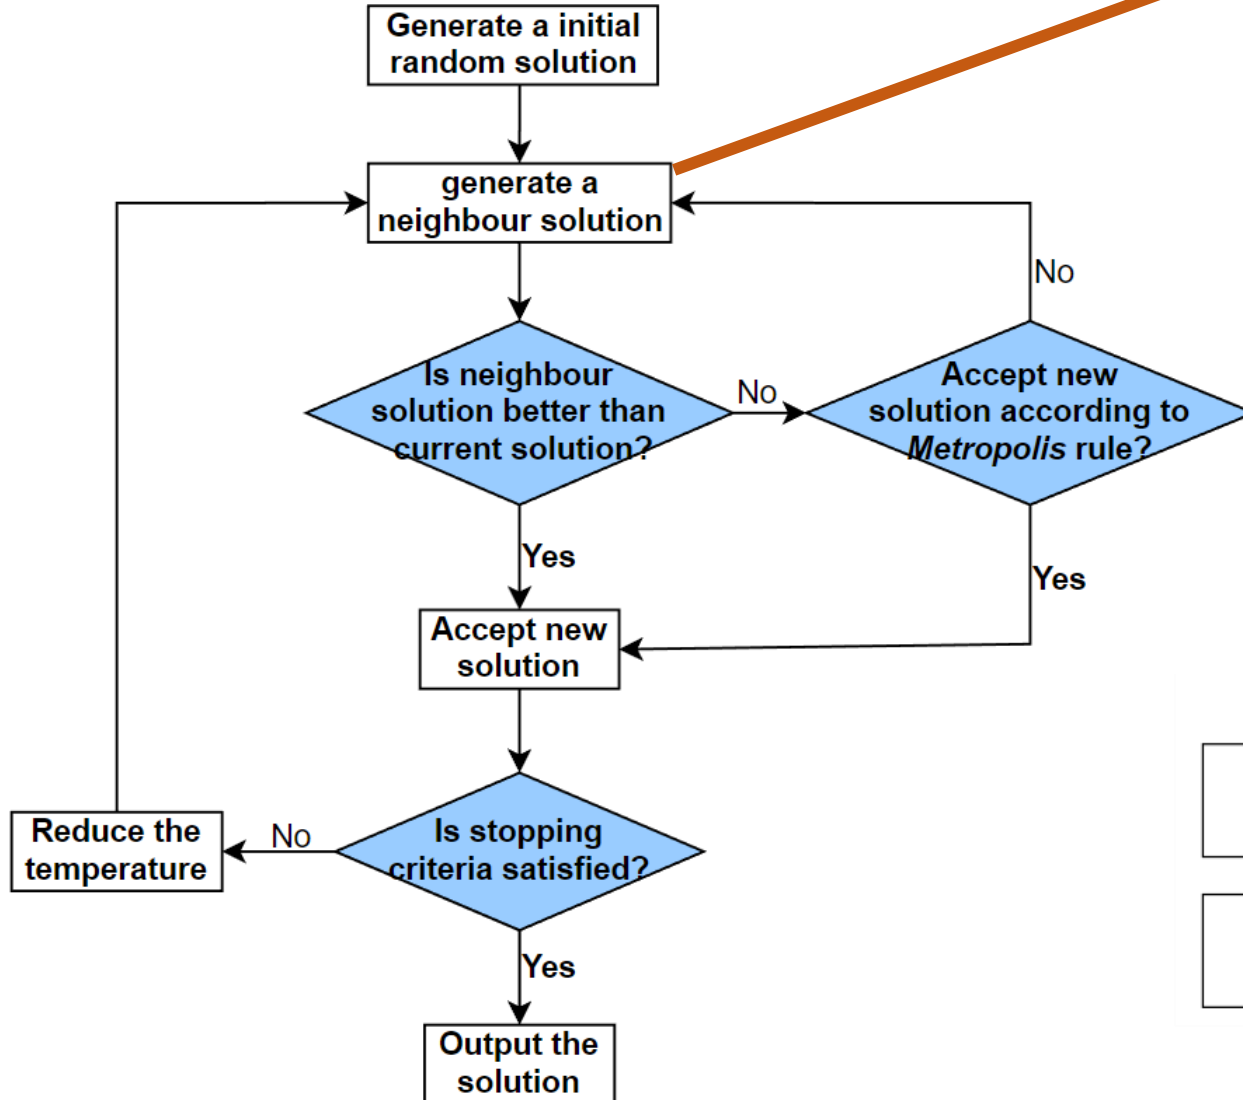 Generate a initial
random solution
generate a
neighbour solution
No
Is neighbour
solution better than
current solution?
No
Accept new
solution according to
Metropolis rule?
Yes
Yes
Accept new
solution
Reduce the
temperature
No
Is stopping
criteria satisfied?
Yes
Output the
solution